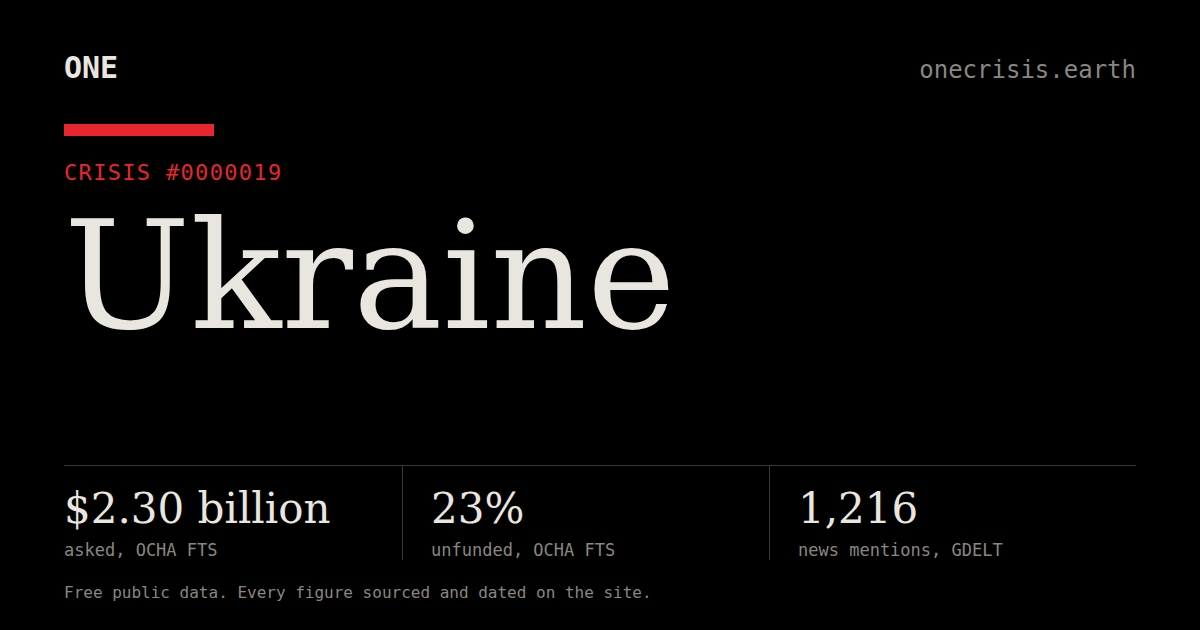 ONE
onecrisis.earth
CRISIS #0000019
Ukraine
$2.30 billion
asked, OCHA FTS
23%
unfunded, OCHA FTS
1,216
news mentions, GDELT
Free public data. Every figure sourced and dated on the site.